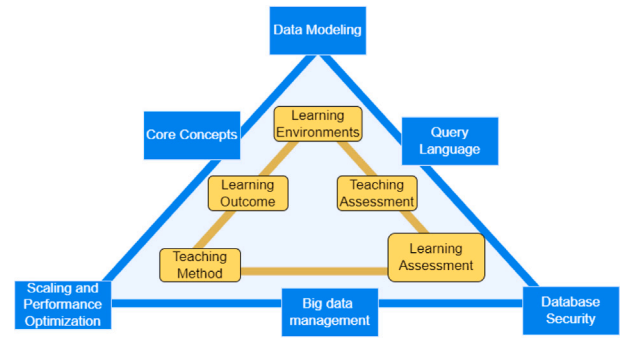 Data Modeling
Core Concepts
Query
Language
Learning
Environments
Learning
Outcome
Teaching
Assessment
Teaching
Method
Learning
Assessment
Scaling and
Performance
Optimization
Big data
management
Database
Security